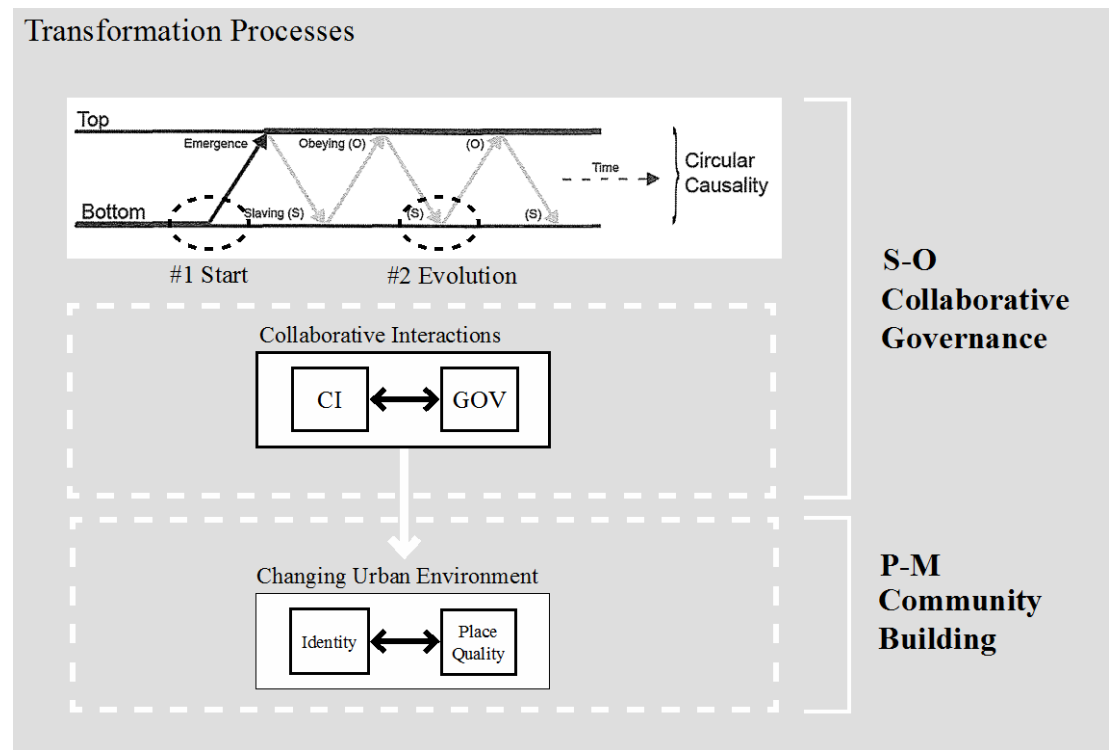 Transformation Processes
Top
Emergence
Obeying (O)
(O)
Time
Circular
Causality
Bottom
Slaving (S)
(S)
(S)
#1 Start
#2 Evolution
S-O
Collaborative
Governance
Collaborative Interactions
CI
GOV
Changing Urban Environment
Identity
Place
Quality
P-M
Community
Building